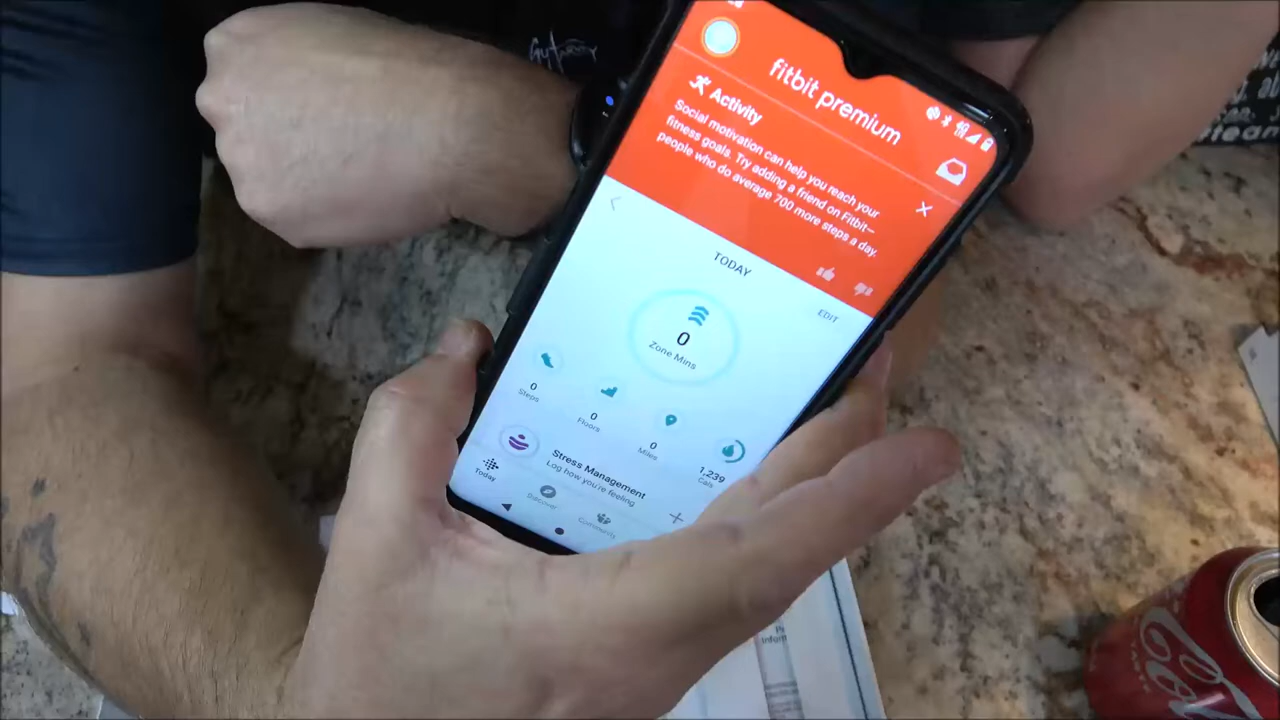 Gutarry
fitbit premium
Activity
Social motivation can help you reach your
fitness goals. Try adding a friend on Fitbit—
people who do average 700 more steps a day.
TODAY
EDIT
0
Zone Mins
0
Steps
0
Floors
0
Miles
1,239
Cals
Stress Management
Log how you're feeling
Today
Discover
Community